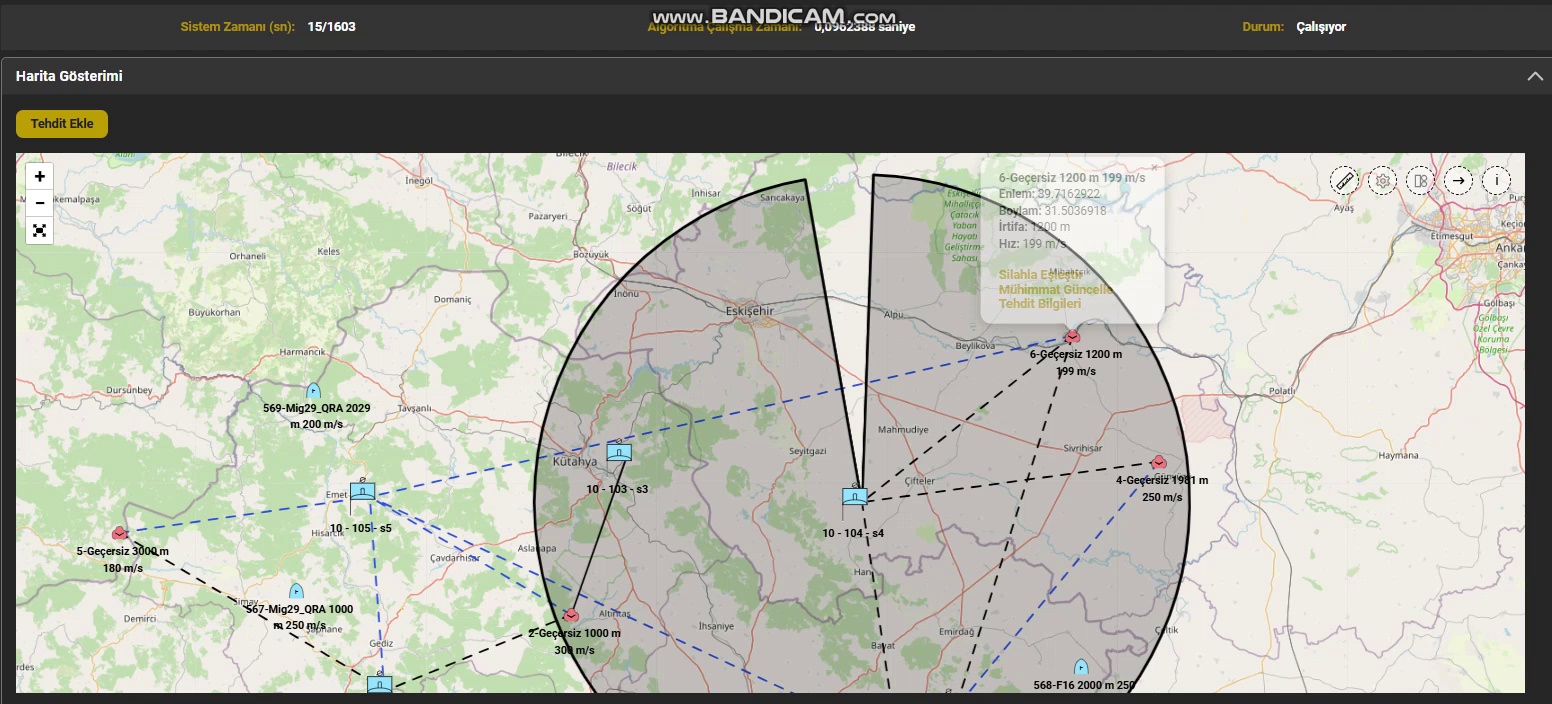 www.BANDICAM.com
Sistem Zamanı (sn): 15/1603
Algoritma Çalışma Zamanı: 0,0962388 saniye
Durum: Çalışıyor
Harita Gösterimi
Tehdit Ekle
+
−
Bilecik
Bilecik
İnegöl
İnhisar
Sarıcakaya
kemalpaşa
Söğüt
Pazaryeri
Orhaneli
Keles
Bozüyük
İnönü
Domaniç
Büyükorhan
Eskişehir
Alpu
Harmancık
Beylikova
Dursunbey
Tavşanlı
Mihalıççık
Çatacık
Yaban
Hayatı
Geliştirme
Sahası
6-Geçersiz 1200 m 199 m/s
Enlem: 39.7162922
Boylam: 31.5036918
İrtifa: 1200 m
Hız: 199 m/s
Silahla Eşleştir
Mühimmat Güncelle
Tehdit Bilgileri
Ayaş
Etimesgut
Keçiö
Ankar
Çankay
Gölbaşı
Gölbaşı
Özel Çevre
Koruma
Bölgesi
Polatlı
Haymana
6-Geçersiz 1200 m
199 m/s
569-Mig29_QRA 2029
m 200 m/s
Mahmudiye
Seyitgazi
Sivrihisar
Kütahya
Çifteler
10 - 103 - s3
4-Geçersiz 1981 m
250 m/s
Emet
10 - 105 - s5
Hisarcık
10 - 104 - s4
5-Geçersiz 3000 m
180 m/s
Çavdarhisar
Aslanapa
Han
Simav
567-Mig29_QRA 1000
m 250 m/s
Şaphane
Demirci
Gediz
Altıntaş
2-Geçersiz 1000 m
300 m/s
İhsaniye
Emirdağ
Çeltik
Bayat
568-F16 2000 m 250
rdes